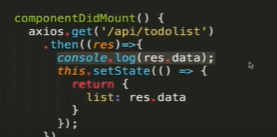 componentDidMount() {
axios.get('/api/todolist')
.then((res)=>{
console.log(res.data);
this.setState(() => {
return {
list: res.data
}
});
})